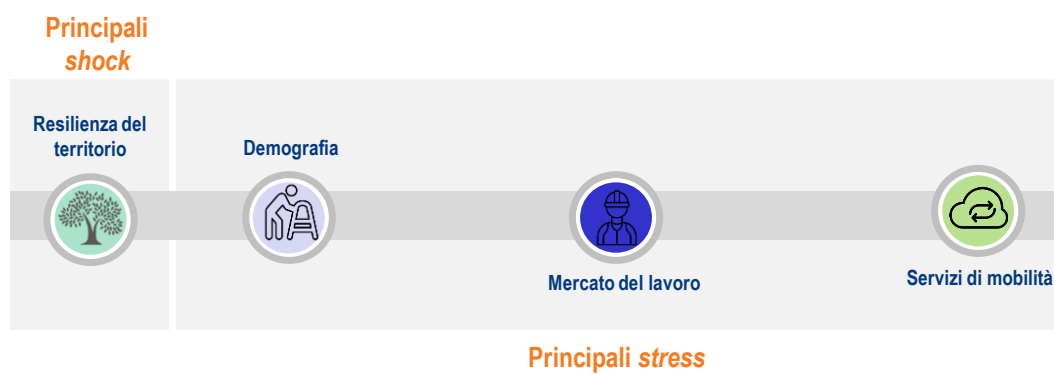 Principali
shock
Resilienza del
territorio
Demografia
Mercato del lavoro
Servizi di mobilità
Principali stress